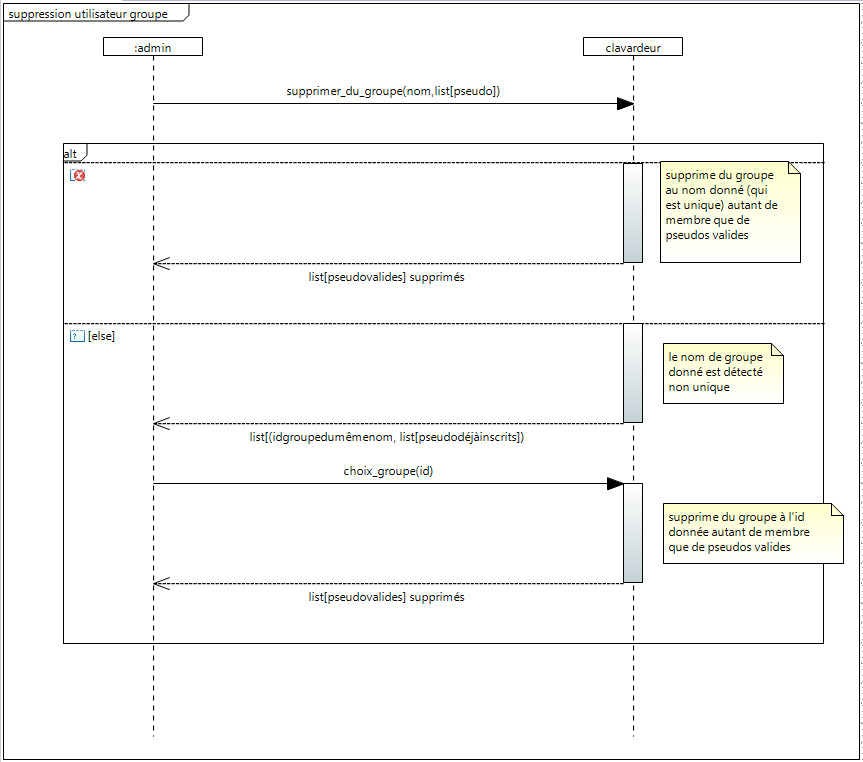 suppression utilisateur groupe
:admin
clavardeur
supprimer_du_groupe(nom,list[pseudo])
alt
supprime du groupe
au nom donné (qui
est unique) autant de
membre que de
pseudos valides
list[pseudovalides] supprimés
[else]
le nom de groupe
donné est détecté
non unique
list[(idgroupedumêmenom, list[pseudodéjàinscrits])
choix_groupe(id)
supprime du groupe à l'id
donnée autant de membre
que de pseudos valides
list[pseudovalides] supprimés